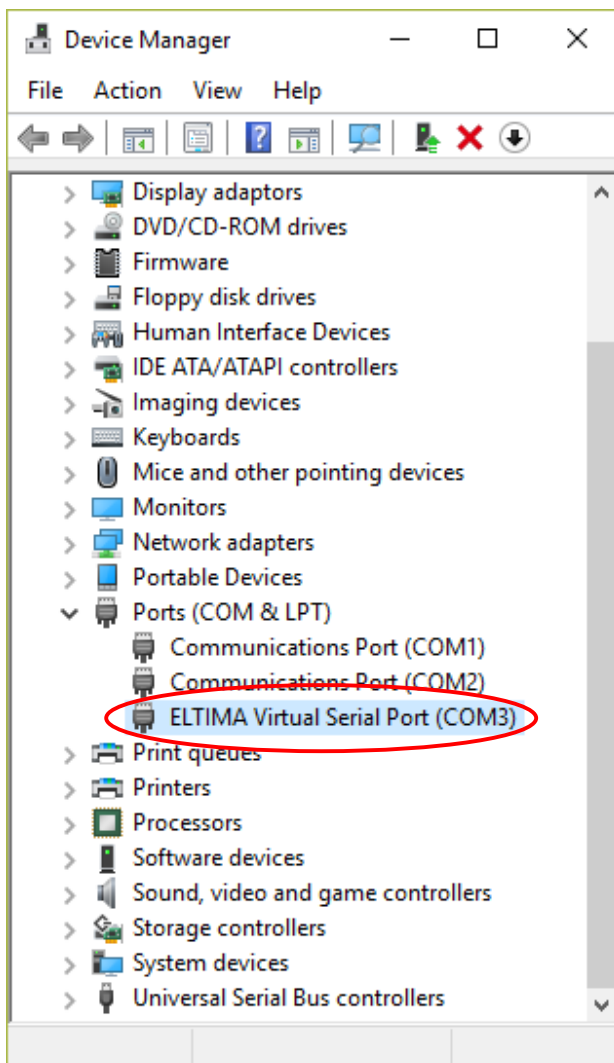 Device Manager
File Action View Help
Display adaptors
DVD/CD-ROM drives
Firmware
Floppy disk drives
Human Interface Devices
IDE ATA/ATAPI controllers
Imaging devices
Keyboards
Mice and other pointing devices
Monitors
Network adapters
Portable Devices
Ports (COM & LPT)
Communications Port (COM1)
Communications Port (COM2)
ELTIMA Virtual Serial Port (COM3)
Print queues
Printers
Processors
Software devices
Sound, video and game controllers
Storage controllers
System devices
Universal Serial Bus controllers